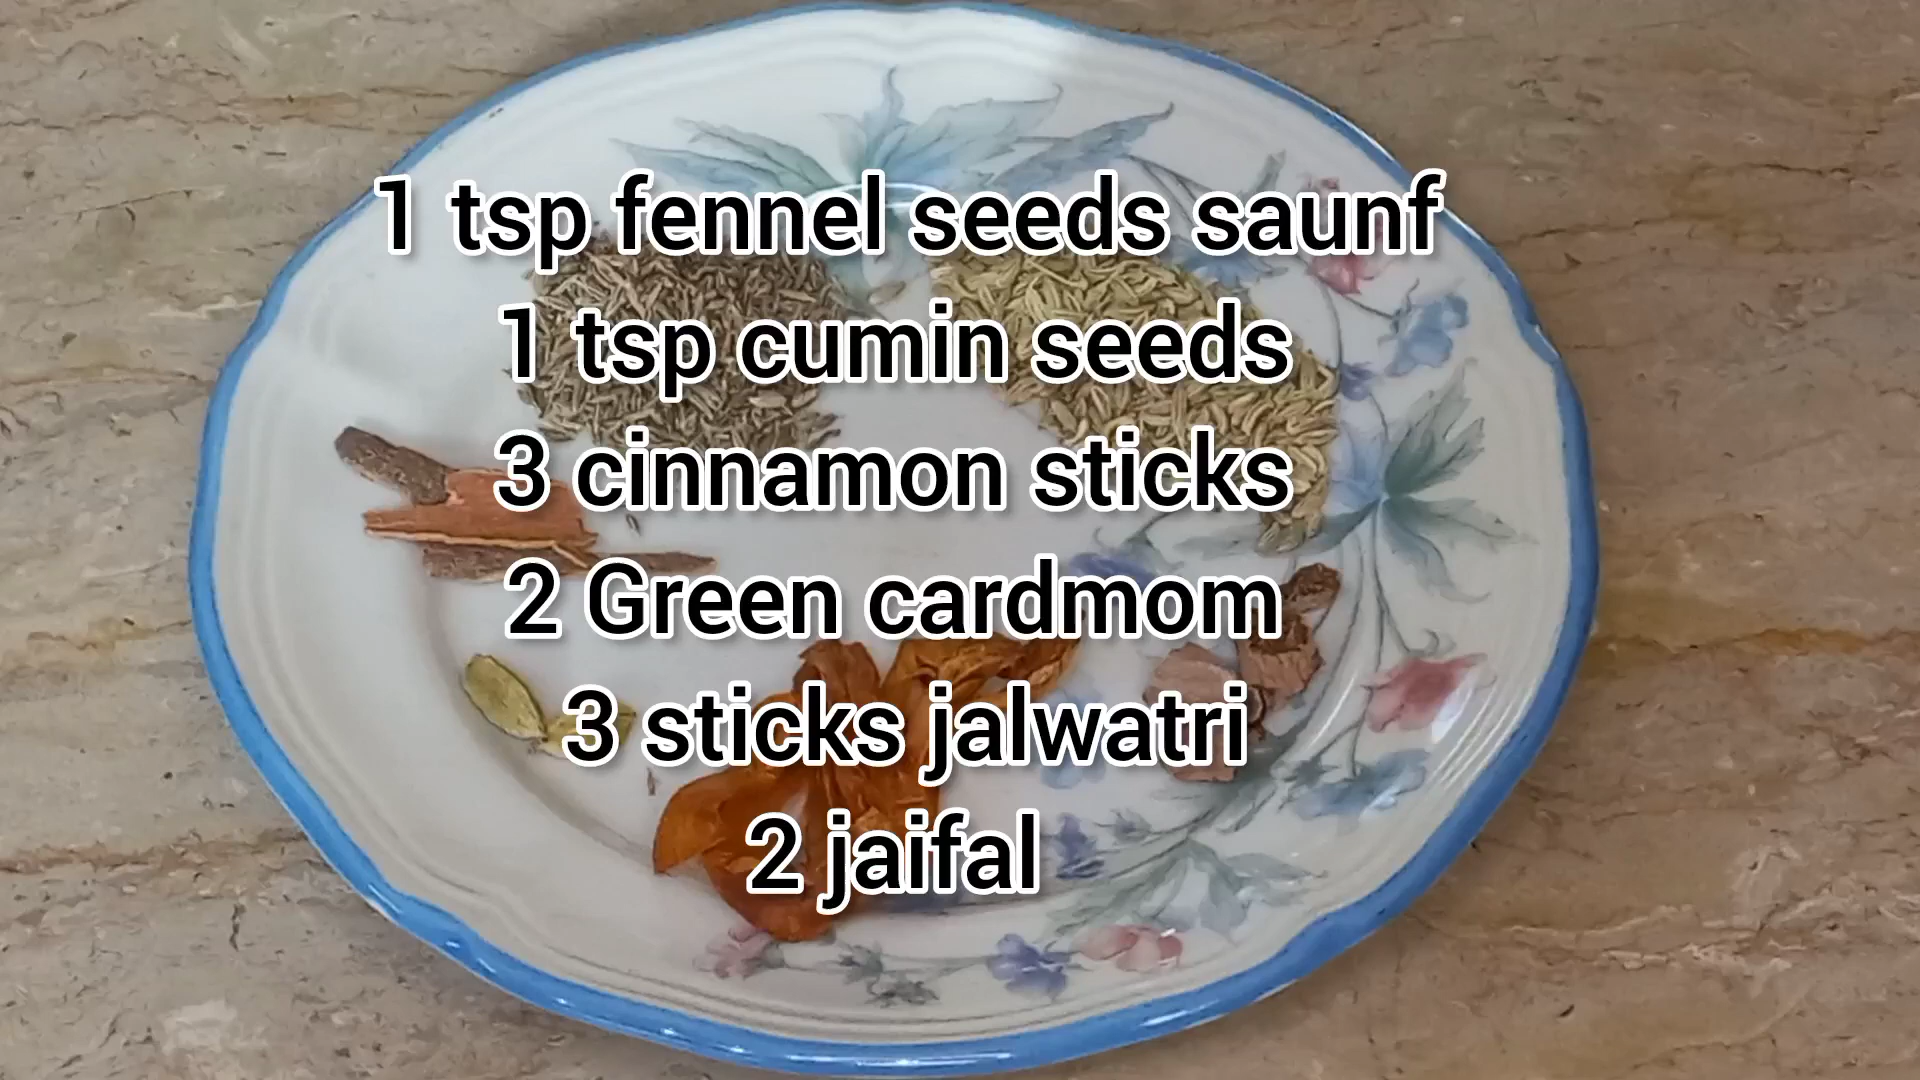 1 tsp fennel seeds saunf
1 tsp cumin seeds
3 cinnamon sticks
2 Green cardmom
3 sticks jalwatri
2 jaifal